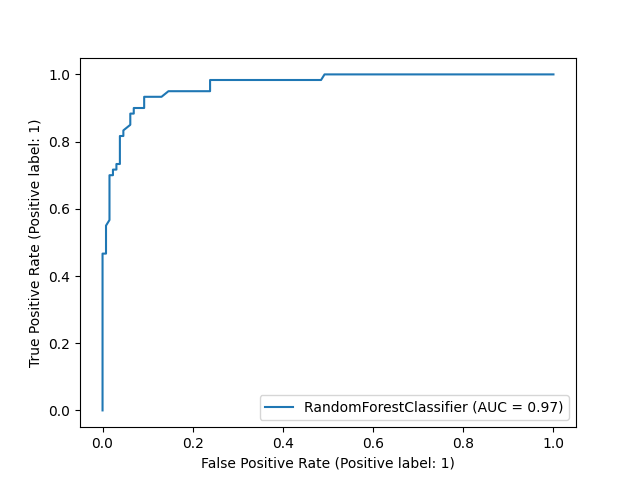 1.0
0.8
0.6
0.4
0.2
0.0
True Positive Rate (Positive label: 1)
RandomForestClassifier (AUC = 0.97)
0.0 0.2 0.4 0.6 0.8 1.0
False Positive Rate (Positive label: 1)